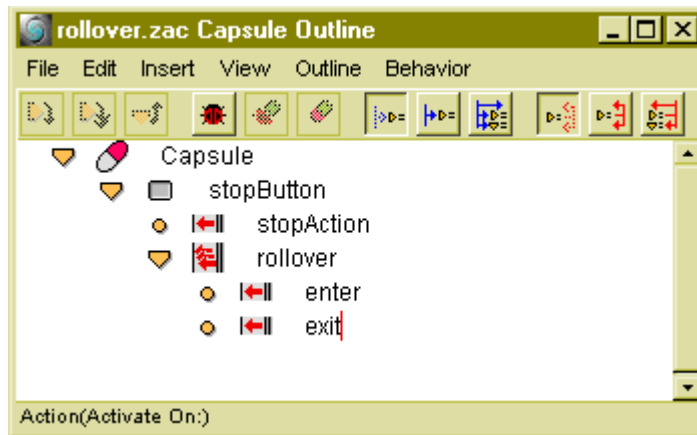 rollover.zac Capsule Outline
File Edit Insert View Outline Behavior
Capsule
stopButton
stopAction
rollover
enter
exit
Action(Activate On:)